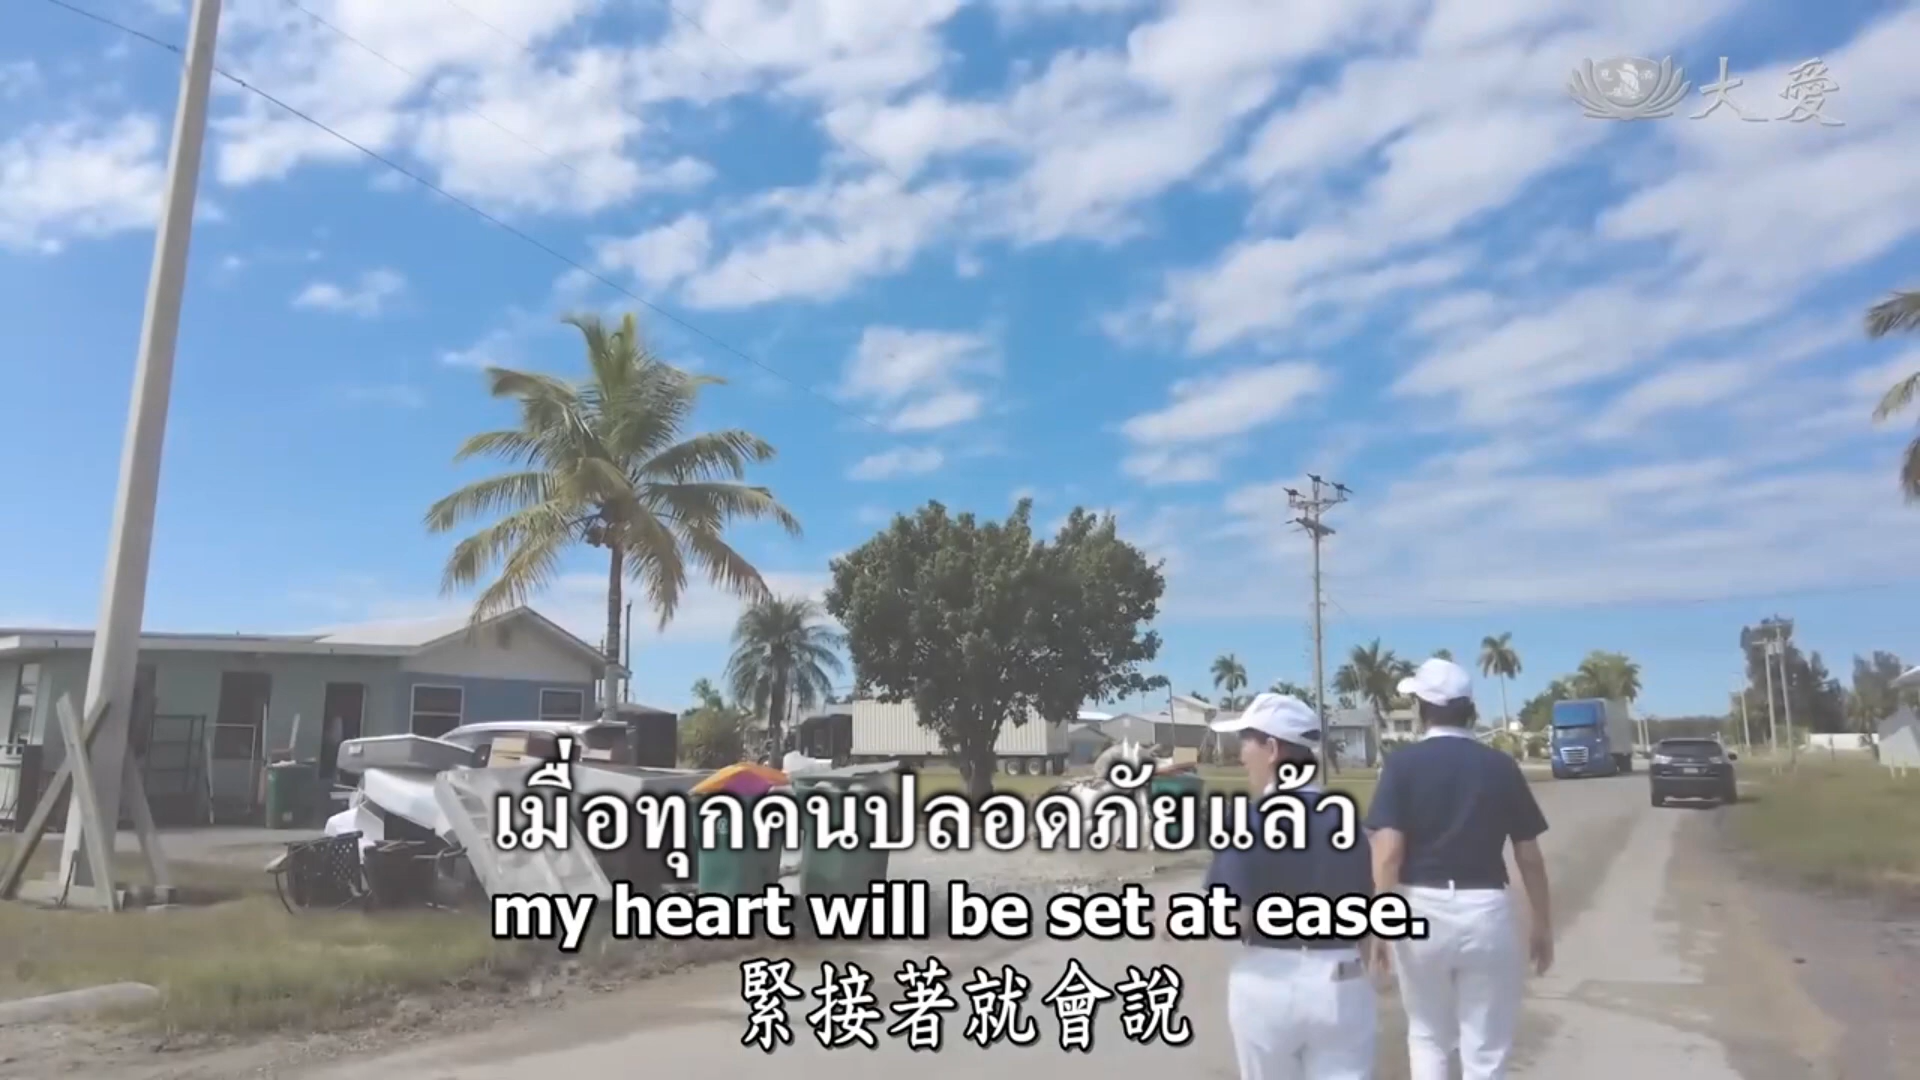 大愛
เมื่อทุกคนปลอดภัยแล้ว
my heart will be set at ease.
緊接著就會說